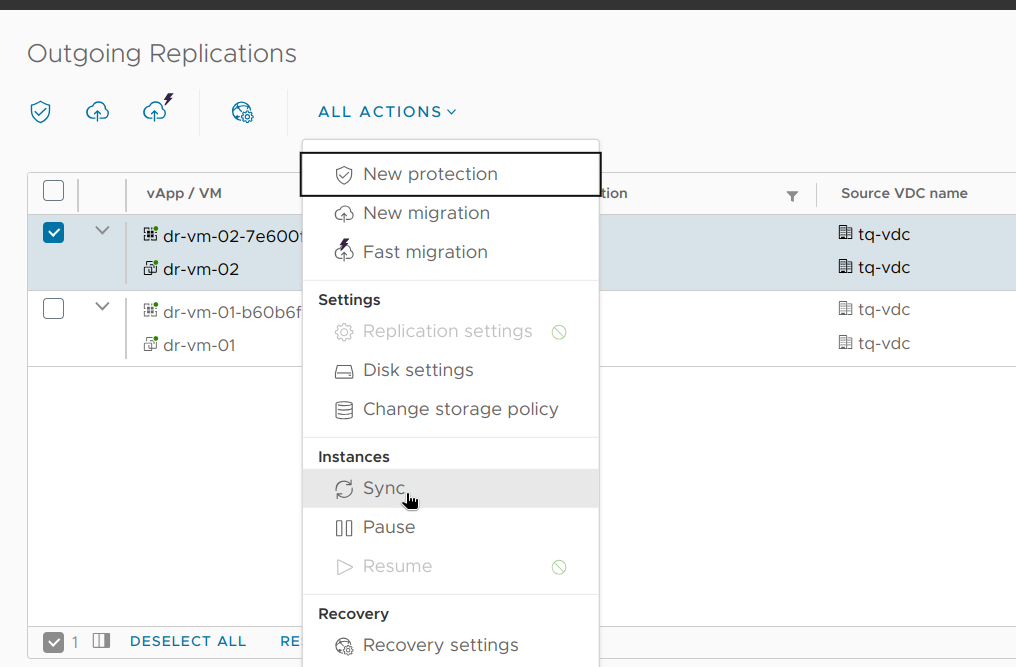 Outgoing Replications
ALL ACTIONS
New protection
New migration
Fast migration
Settings
Replication settings
Disk settings
Change storage policy
Instances
Sync
Pause
Resume
Recovery
Recovery settings
vApp / VM
Source VDC name
dr-vm-02-7e600
tq-vdc
dr-vm-02
tq-vdc
dr-vm-01-b60b6f
tq-vdc
dr-vm-01
tq-vdc
1
DESELECT ALL